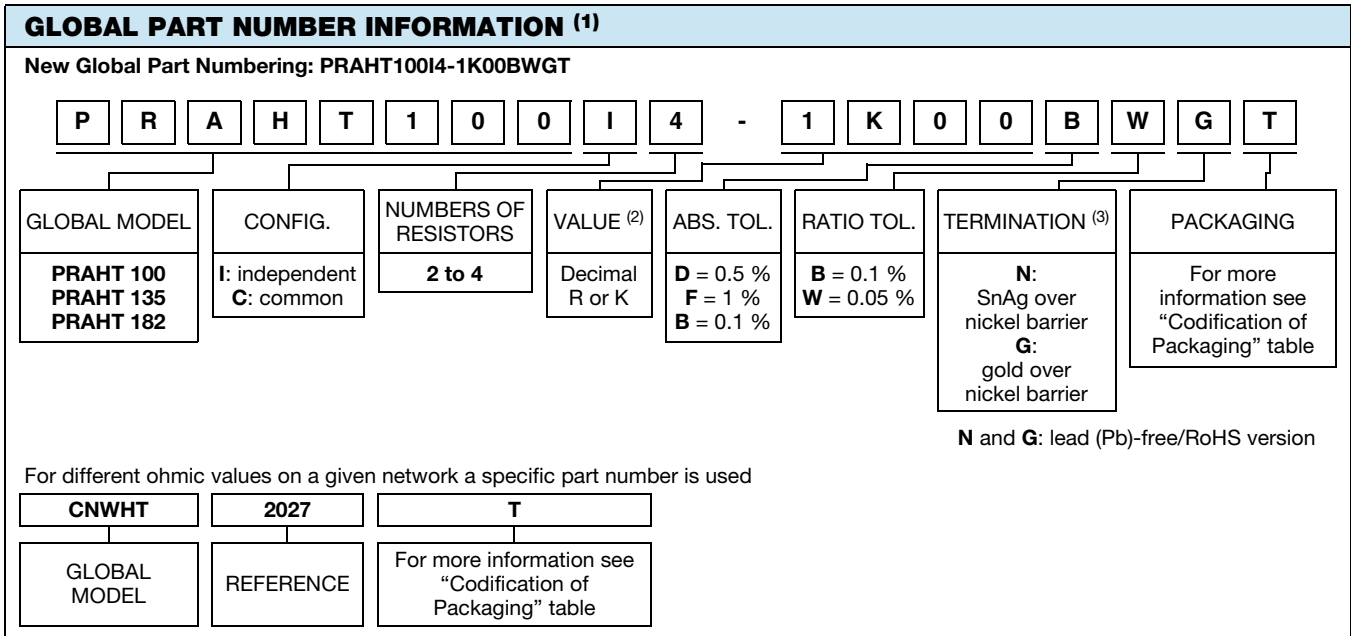 GLOBAL PART NUMBER INFORMATION (1)
New Global Part Numbering: PRAHT100I4-1K00BWGT
P R A H T 1 0 0 I 4 - 1 K 0 0 B W G T
GLOBAL MODEL
PRAHT 100
PRAHT 135
PRAHT 182
CONFIG.
I: independent
C: common
NUMBERS OF
RESISTORS
2 to 4
VALUE (2)
Decimal
R or K
ABS. TOL.
D = 0.5 %
F = 1 %
B = 0.1 %
RATIO TOL.
B = 0.1 %
W = 0.05 %
TERMINATION (3)
N:
SnAg over
nickel barrier
G:
gold over
nickel barrier
PACKAGING
For more
information see
“Codification of
Packaging” table
N and G: lead (Pb)-free/RoHS version
For different ohmic values on a given network a specific part number is used
CNWHT
GLOBAL
MODEL
2027
REFERENCE
T
For more information see
“Codification of
Packaging” table